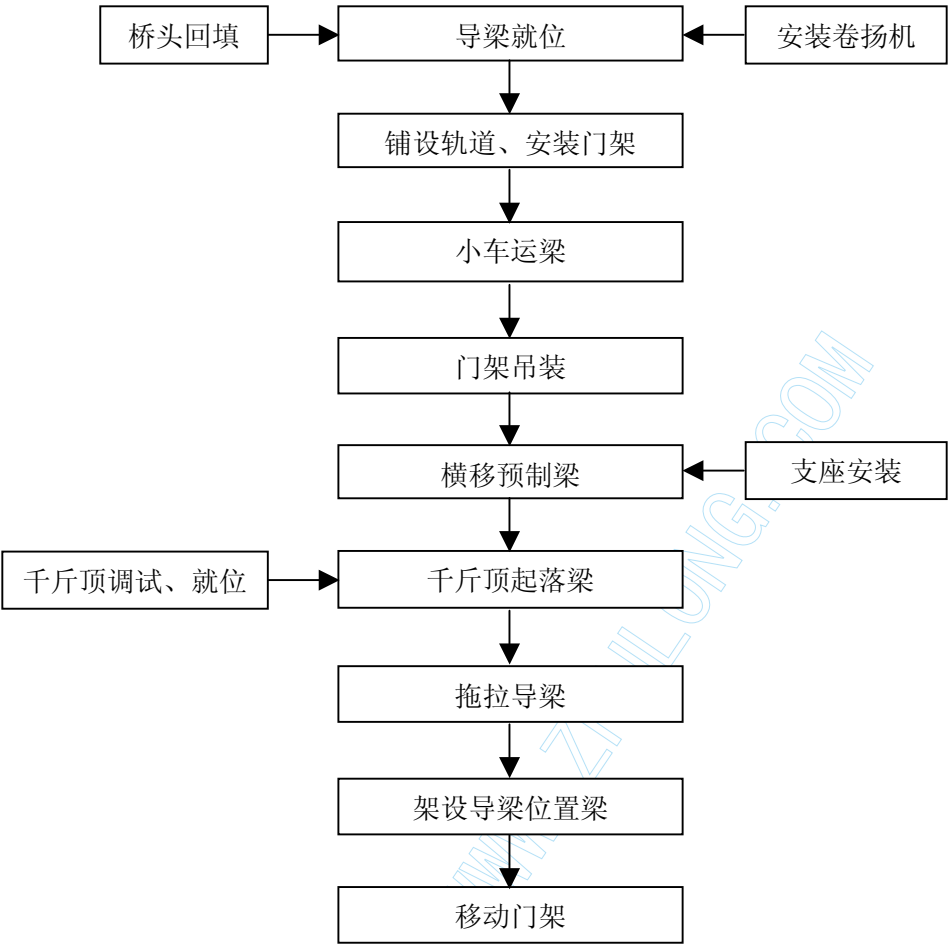 桥头回填
导梁就位
安装卷扬机
铺设轨道、安装门架
小车运梁
门架吊装
横移预制梁
支座安装
千斤顶调试、就位
千斤顶起落梁
拖拉导梁
架设导梁位置梁
移动门架